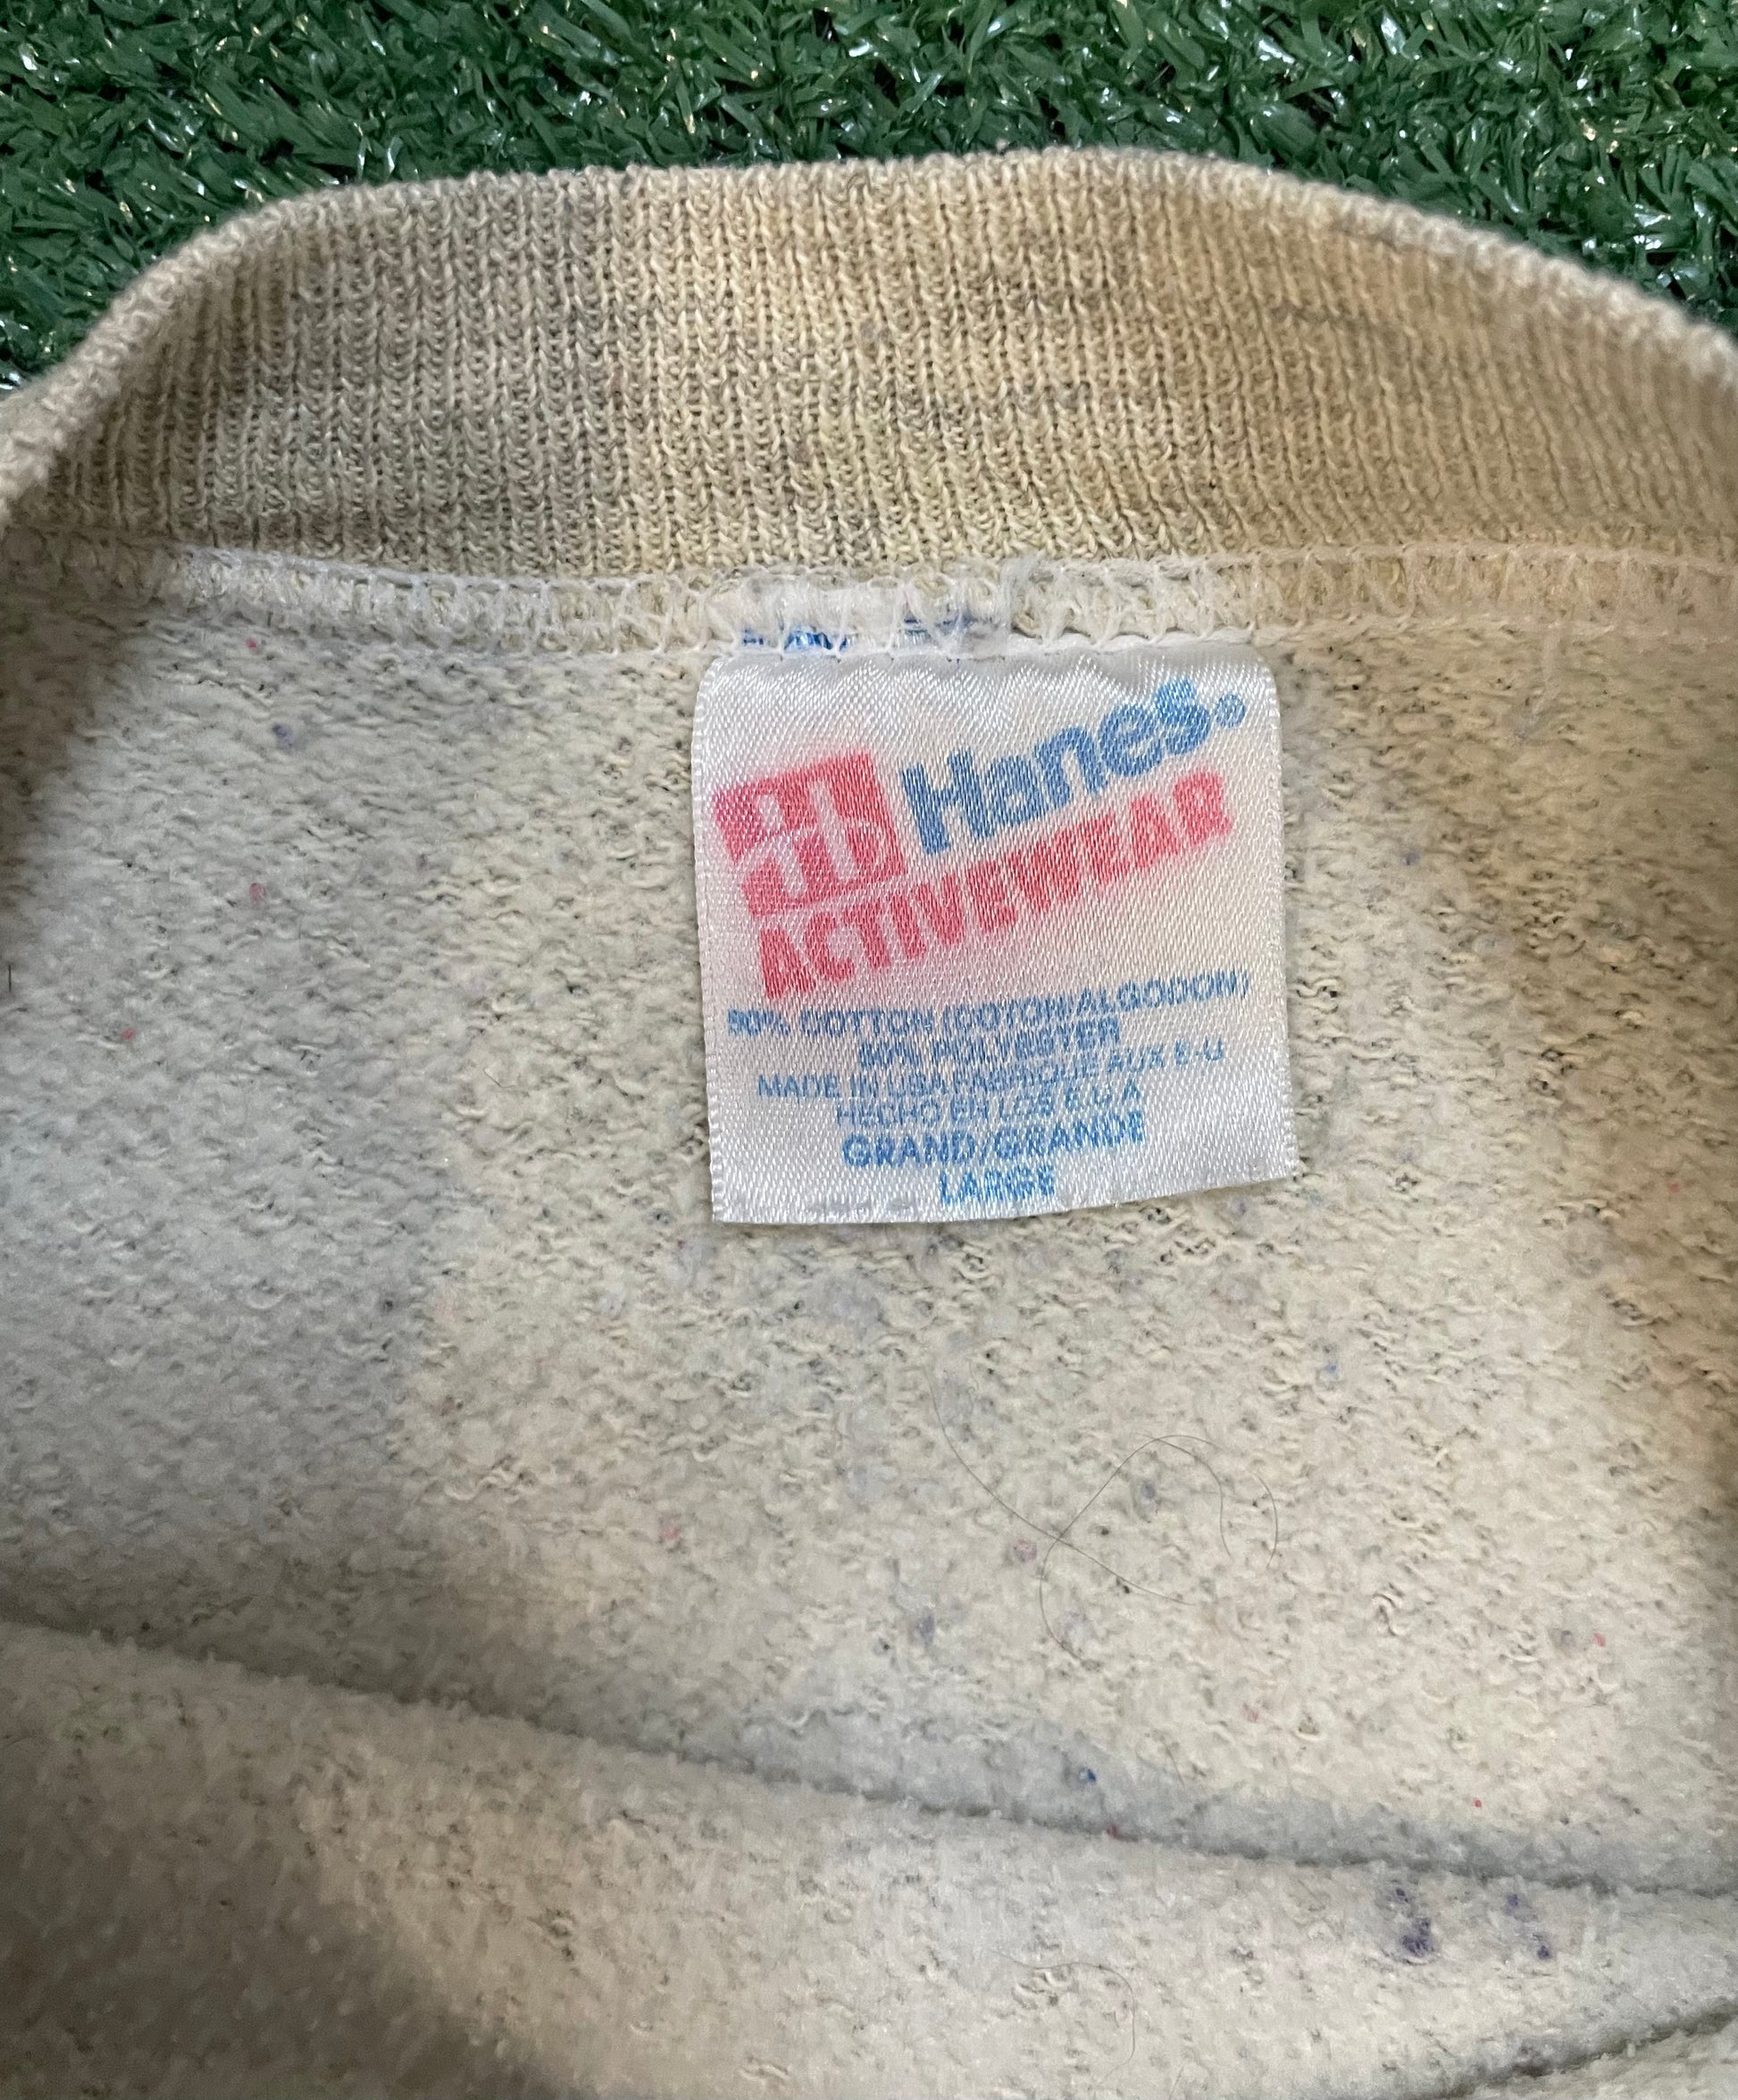 Hanes®
ACTIVEWEAR
50% COTTON (COTON/ALGODON)
50% POLYESTER
MADE IN USA FABRIQUE AUX E-U
HECHO EN LOS E.U.A
GRAND/GRANDE
LARGE